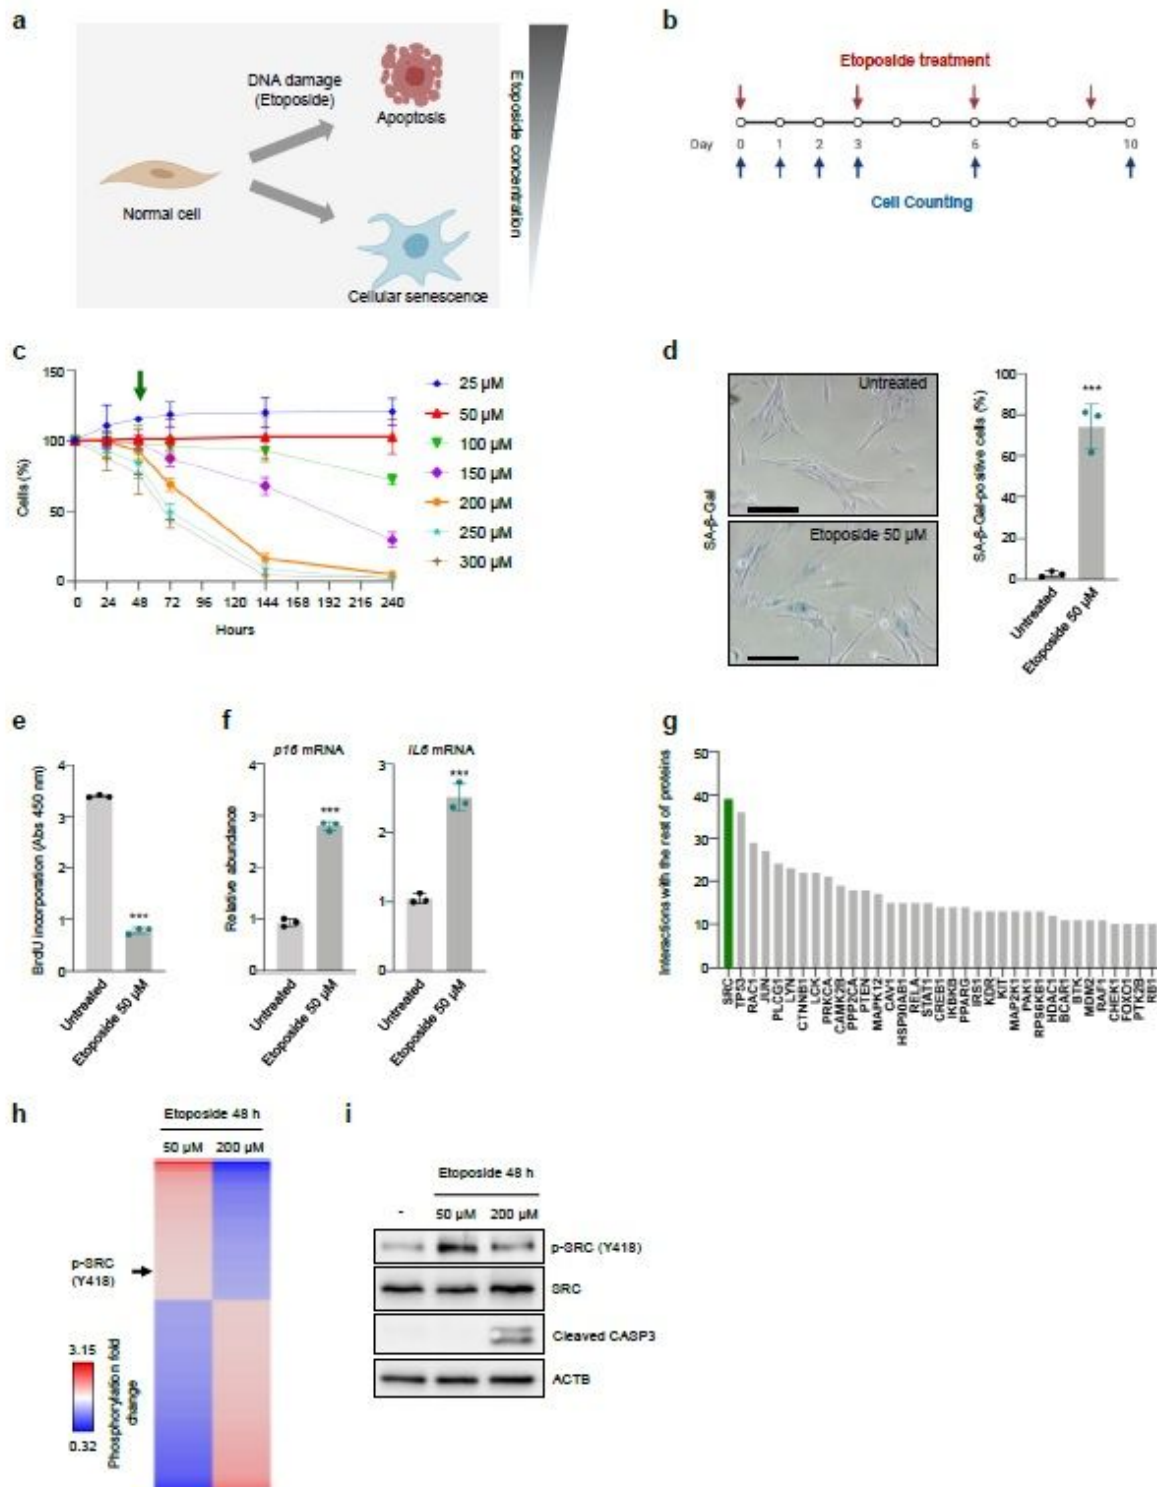 a
DNA damage
(Etoposide)
Apoptosis
Normal cell
Cellular senescence
Etoposide concentration
b
Etoposide treatment
Day 0 1 2 3 6 10
Cell Counting
c
150
100
50
0
Cells (%)
0 24 48 72 96 120 144 168 192 216 240
Hours
25 µM
50 µM
100 µM
150 µM
200 µM
250 µM
300 µM
d
SA-β-Gal
Untreated
Etoposide 50 µM
SA-β-Gal-positive cells (%)
100
80
60
40
20
0
***
Untreated
Etoposide 50 µM
e
BrdU incorporation (Abs 450 nm)
4
3
2
1
0
***
Untreated
Etoposide 50 µM
f
p16 mRNA
Relative abundance
4
3
2
1
0
***
Untreated
Etoposide 50 µM
IL6 mRNA
3
2
1
0
***
Untreated
Etoposide 50 µM
g
Interactions with the rest of proteins
50
40
30
20
10
0
SRC
TP53
RAC1
JUN
PLCG1
LYN
CTNNB1
LCK
PRKCA
CAMK2B
PPP2CA
PTEN
MAPK12
CAV1
HSP90AB1
RELA
STAT1
CREB1
IKBKB
PPARG
IRS1
KDR
KIT
MAP2K1
PAK1
RPS6KB1
HDAC1
BCAR1
BTK
MDM2
RAF1
CHEK1
FOXO1
PTK2B
RB1
h
Etoposide 48 h
50 µM 200 µM
p-SRC
(Y418)
3.15
0.32
Phosphorylation fold
change
i
Etoposide 48 h
- 50 µM 200 µM
p-SRC (Y418)
SRC
Cleaved CASP3
ACTB